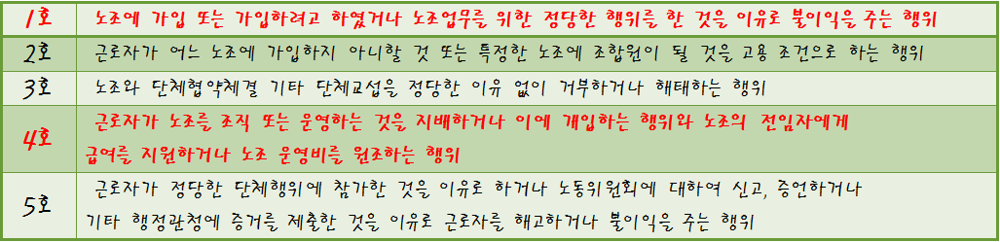 1호 노조에 가입 또는 가입하려고 하였거나 노조업무를 위한 정당한 행위를 한 것을 이유로 불이익을 주는 행위
2호 근로자가 어느 노조에 가입하지 아니할 것 또는 특정한 노조에 조합원이 될 것을 고용 조건으로 하는 행위
3호 노조와 단체협약체결 기타 단체교섭을 정당한 이유 없이 거부하거나 해태하는 행위
4호 근로자가 노조를 조직 또는 운영하는 것을 지배하거나 이에 개입하는 행위와 노조의 전임자에게
급여를 지원하거나 노조 운영비를 원조하는 행위
5호 근로자가 정당한 단체행위에 참가한 것을 이유로 하거나 노동위원회에 대하여 신고, 증언하거나
기타 행정관청에 증거를 제출한 것을 이유로 근로자를 해고하거나 불이익을 주는 행위